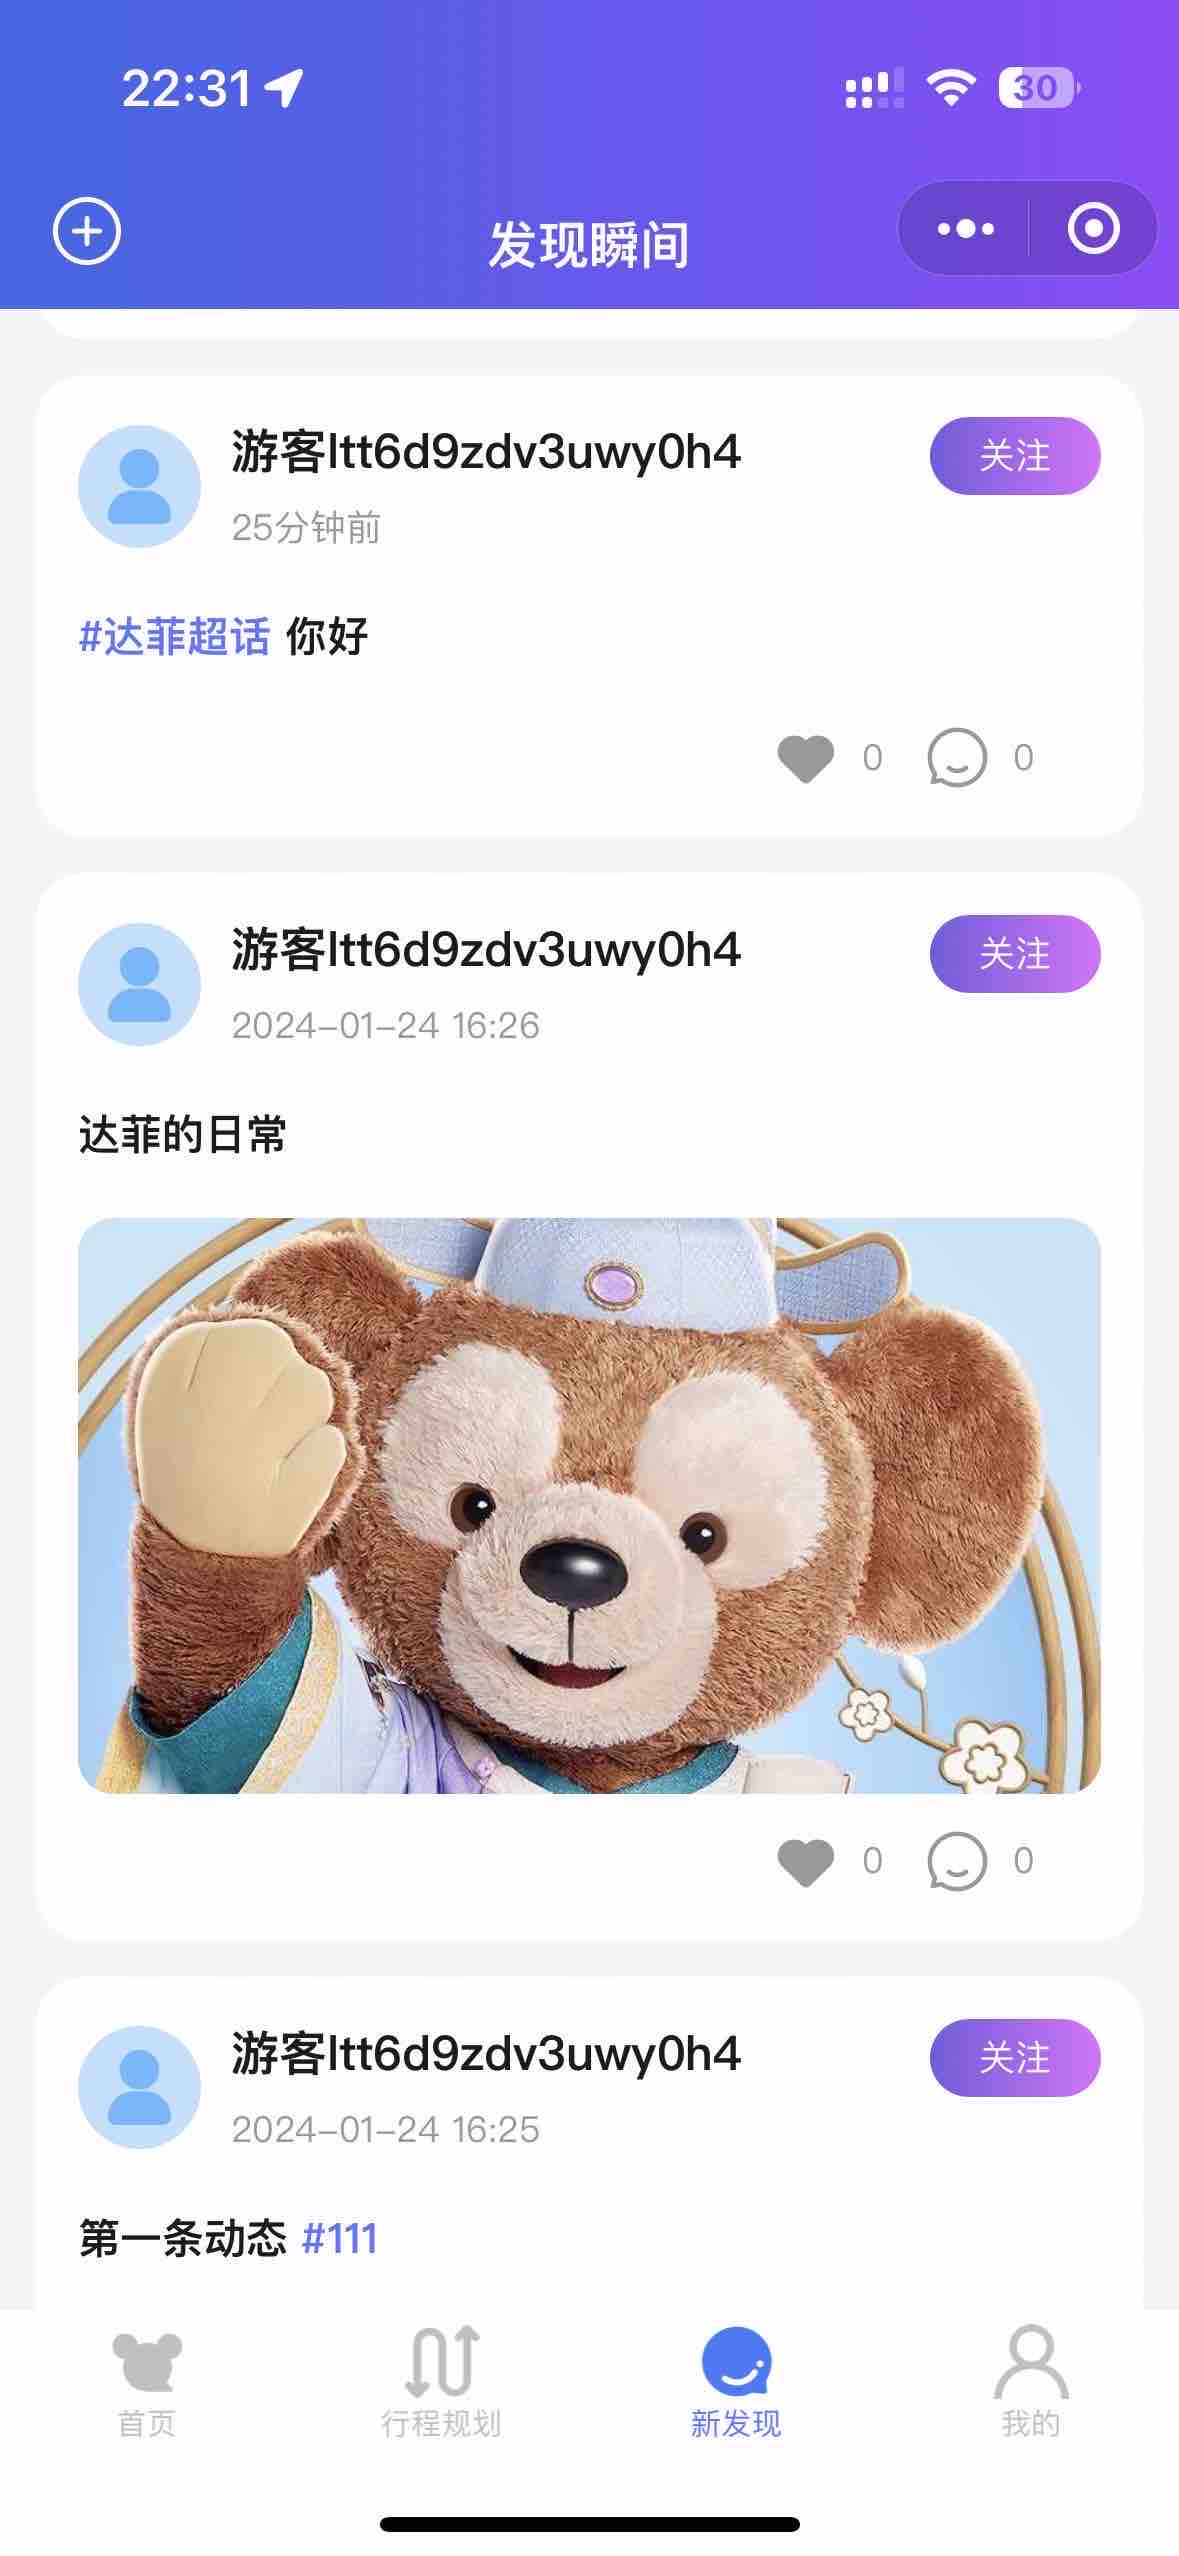 22:31
30
发现瞬间
游客ltt6d9zdv3uwy0h4
关注
25分钟前
#达菲超话 你好
0
0
游客ltt6d9zdv3uwy0h4
关注
2024-01-24 16:26
达菲的日常
0
0
游客ltt6d9zdv3uwy0h4
关注
2024-01-24 16:25
第一条动态 #111
首页
行程规划
新发现
我的